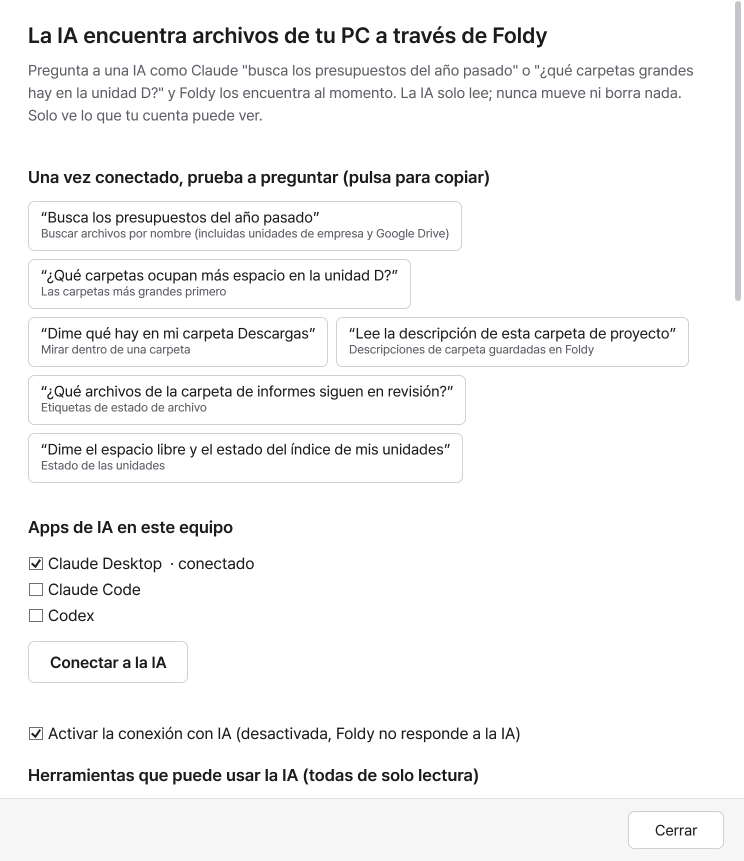 La IA encuentra archivos de tu PC a través de Foldy
Pregunta a una IA como Claude "busca los presupuestos del año pasado" o "¿qué carpetas grandes
hay en la unidad D?" y Foldy los encuentra al momento. La IA solo lee; nunca mueve ni borra nada.
Solo ve lo que tu cuenta puede ver.
Una vez conectado, prueba a preguntar (pulsa para copiar)
“Busca los presupuestos del año pasado”
Buscar archivos por nombre (incluidas unidades de empresa y Google Drive)
“¿Qué carpetas ocupan más espacio en la unidad D?”
Las carpetas más grandes primero
“Dime qué hay en mi carpeta Descargas”
Mirar dentro de una carpeta
“Lee la descripción de esta carpeta de proyecto”
Descripciones de carpeta guardadas en Foldy
“¿Qué archivos de la carpeta de informes siguen en revisión?”
Etiquetas de estado de archivo
“Dime el espacio libre y el estado del índice de mis unidades”
Estado de las unidades
Apps de IA en este equipo
Claude Desktop · conectado
Claude Code
Codex
Conectar a la IA
Activar la conexión con IA (desactivada, Foldy no responde a la IA)
Herramientas que puede usar la IA (todas de solo lectura)
Cerrar